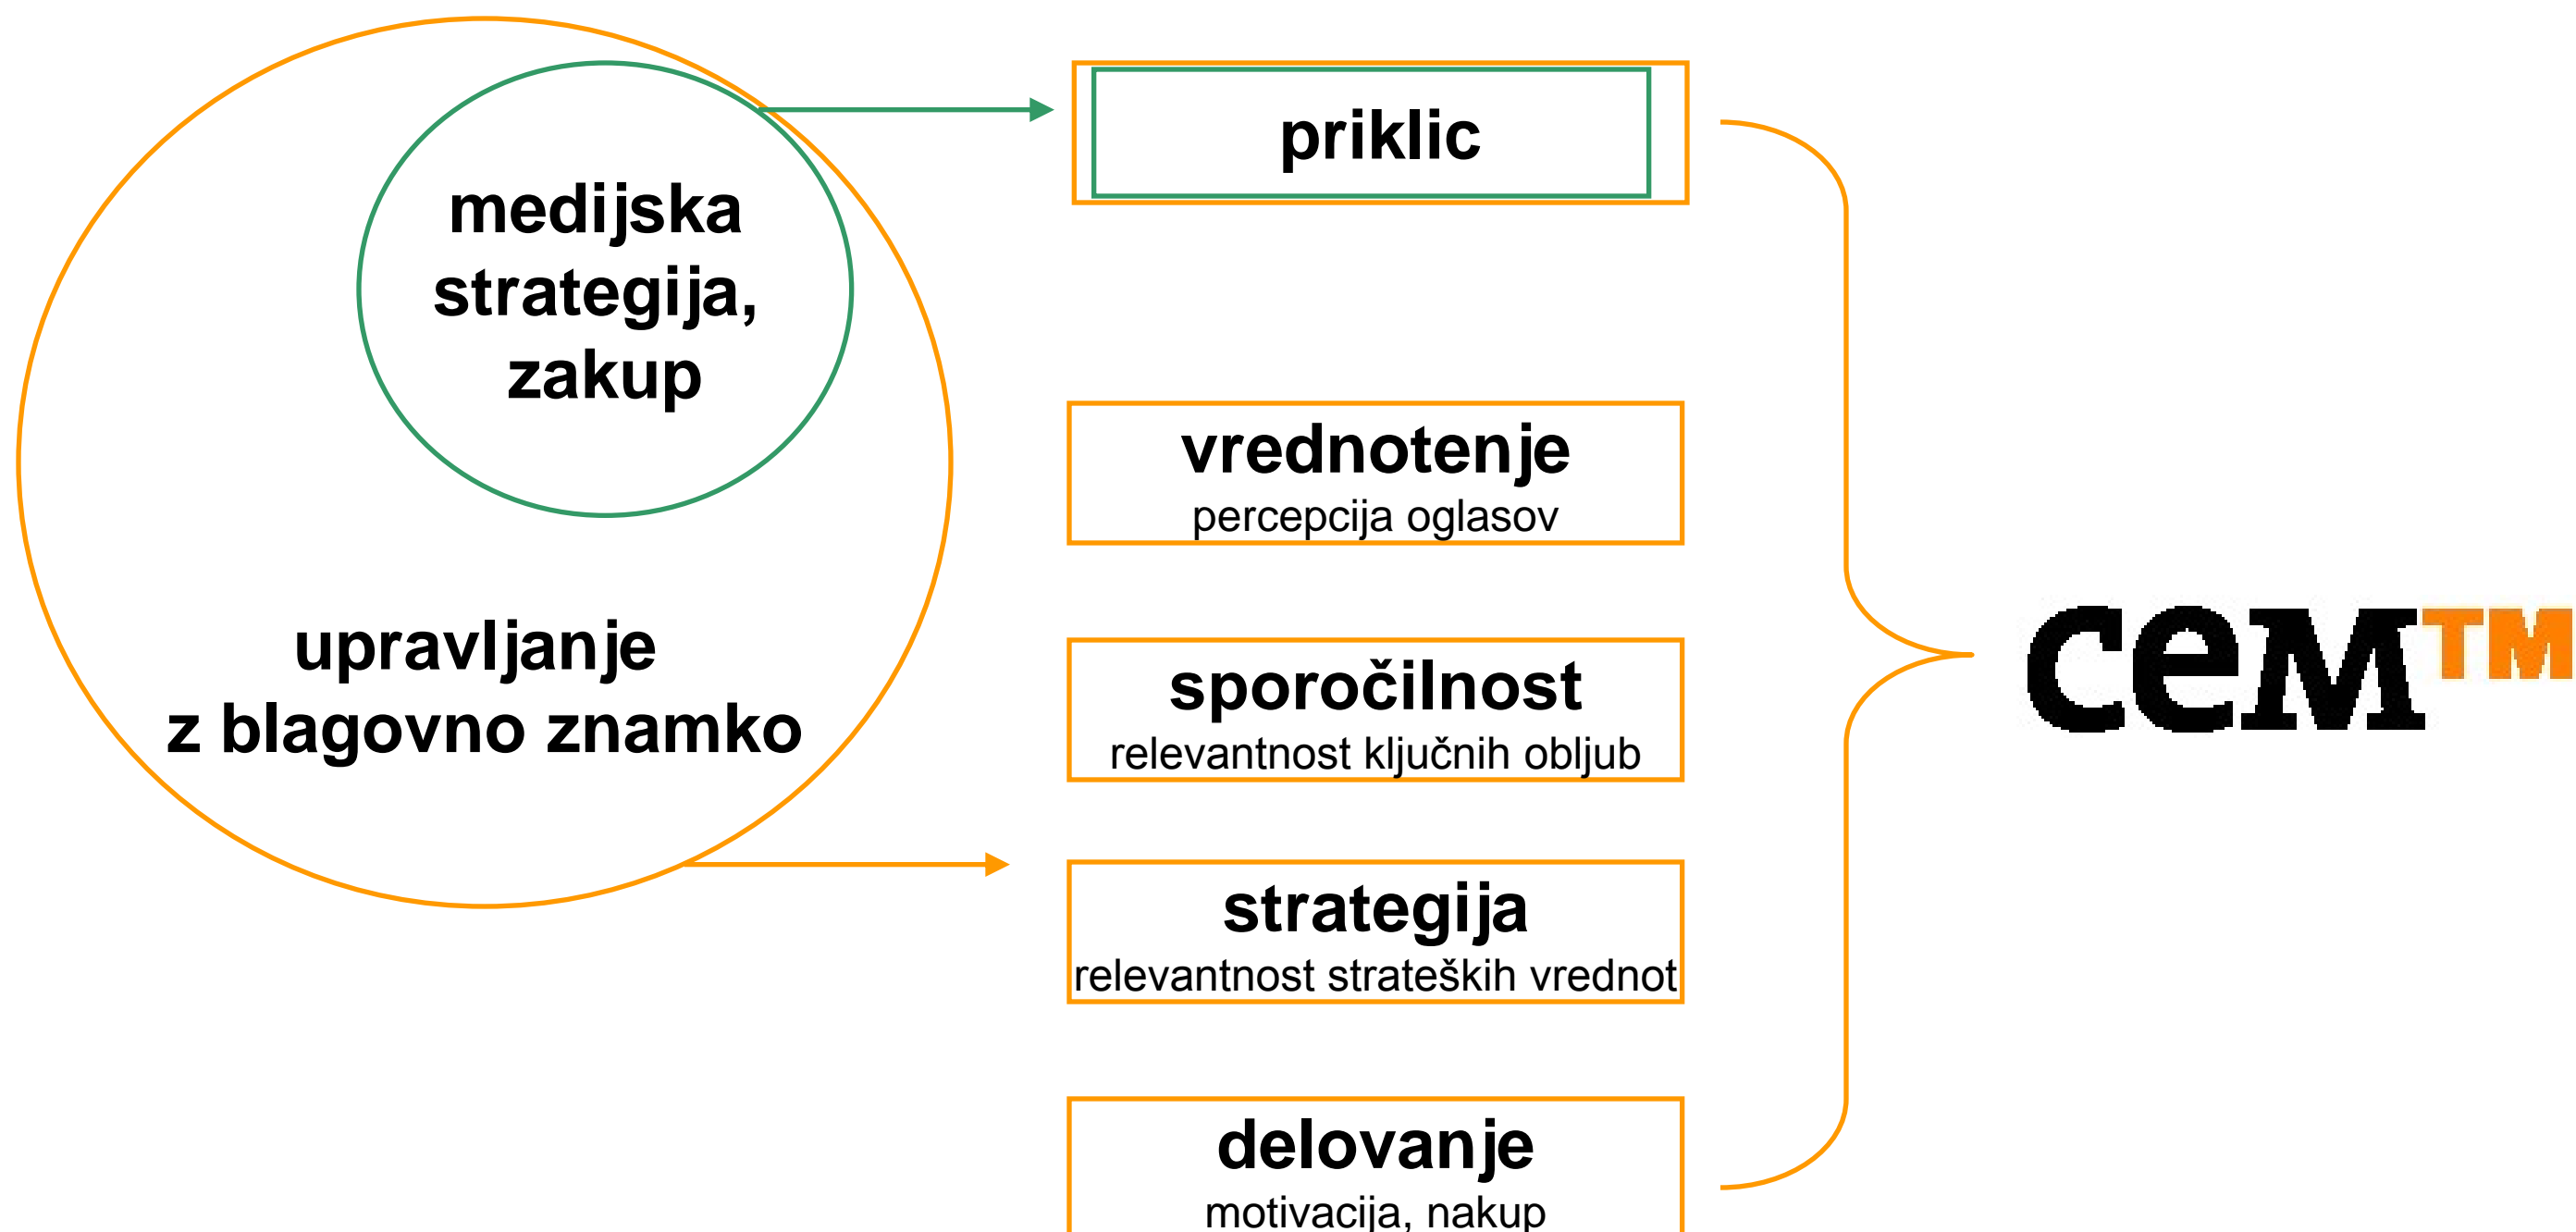 medijska
strategija,
zakup
upravljanje
z blagovno znamko
priklic
vrednotenje
percepcija oglasov
sporočilnost
relevantnost ključnih obljub
strategija
relevantnost strateških vrednot
delovanje
motivacija, nakup
cem™